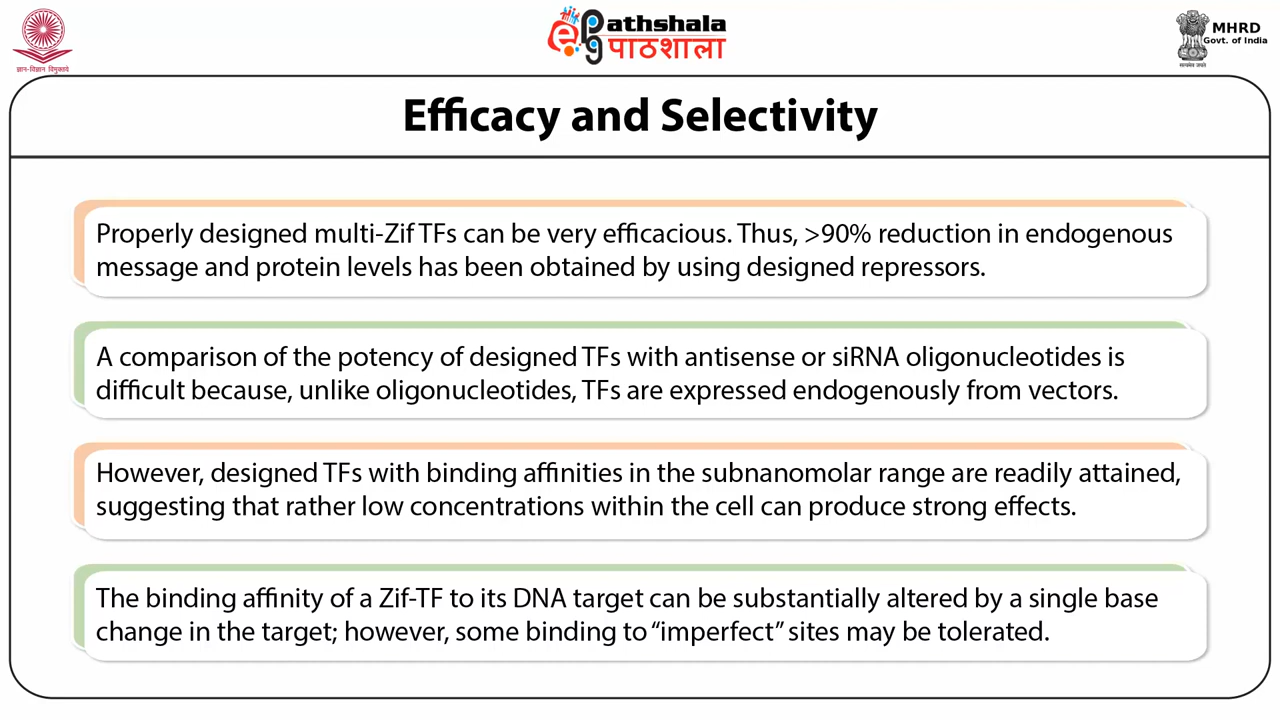 ज्ञान-विज्ञान विमुक्तये
epathshala
पाठशाला
MHRD
Govt. of India
सत्यमेव जयते
Efficacy and Selectivity
Properly designed multi-Zif TFs can be very efficacious. Thus, >90% reduction in endogenous
message and protein levels has been obtained by using designed repressors.
A comparison of the potency of designed TFs with antisense or siRNA oligonucleotides is
difficult because, unlike oligonucleotides, TFs are expressed endogenously from vectors.
However, designed TFs with binding affinities in the subnanomolar range are readily attained,
suggesting that rather low concentrations within the cell can produce strong effects.
The binding affinity of a Zif-TF to its DNA target can be substantially altered by a single base
change in the target; however, some binding to “imperfect” sites may be tolerated.